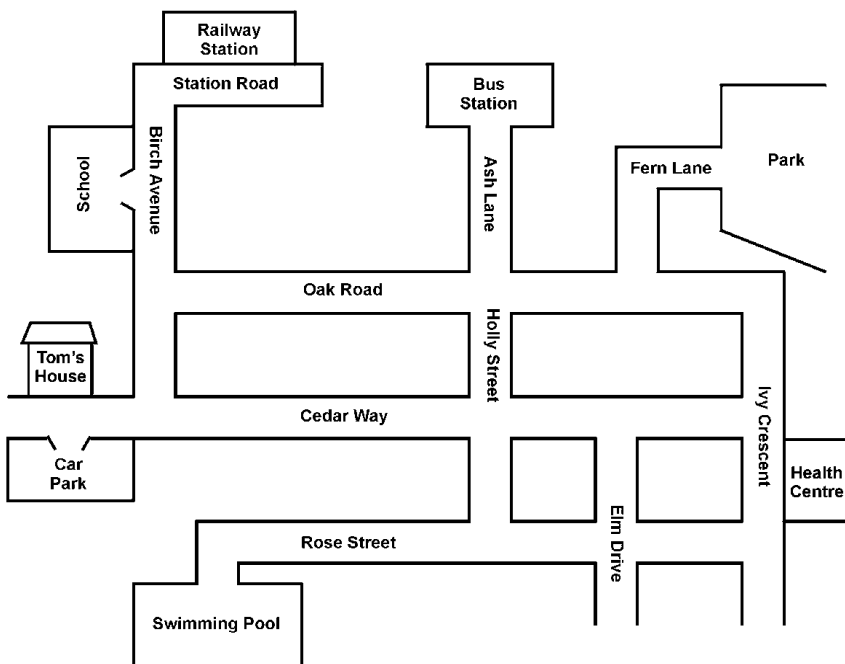 Railway
Station
Station Road
Bus
Station
Birch Avenue
School
Ash Lane
Fern Lane
Park
Oak Road
Holly Street
Tom's
House
Cedar Way
Ivy Crescent
Car
Park
Health
Centre
Rose Street
Elm Drive
Swimming Pool